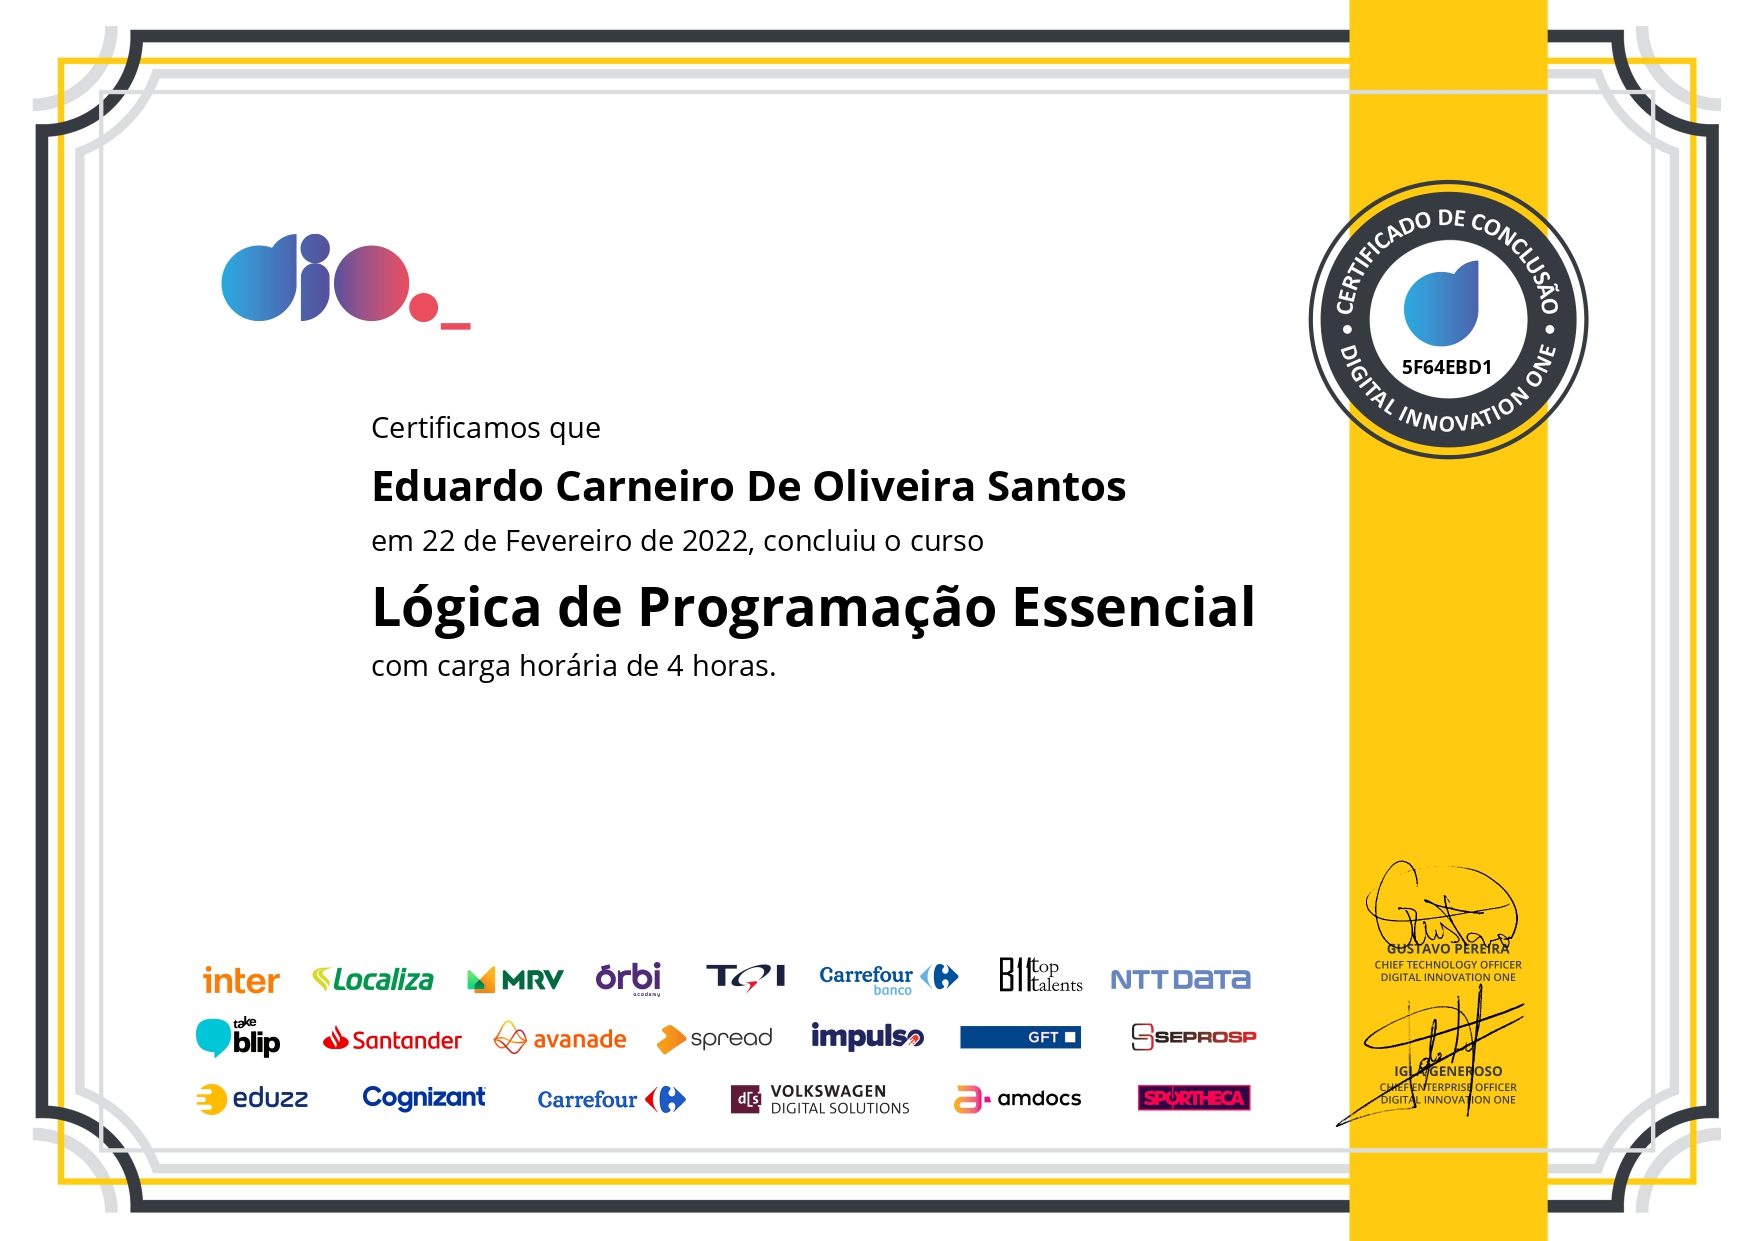 dio._
CERTIFICADO DE CONCLUSÃO
5F64EBD1
DIGITAL INNOVATION ONE
Certificamos que
Eduardo Carneiro De Oliveira Santos
em 22 de Fevereiro de 2022, concluiu o curso
Lógica de Programação Essencial
com carga horária de 4 horas.
GUSTAVO PEREIRA
CHIEF TECHNOLOGY OFFICER
DIGITAL INNOVATION ONE
inter Localiza MRV órbi academy TQI Carrefour banco B11 top talents NTT DATA
take blip Santander avanade spread impulso GFT SEPROSP
IGLA GENEROSO
CHIEF ENTERPRISE OFFICER
DIGITAL INNOVATION ONE
eduzz Cognizant Carrefour d[s VOLKSWAGEN DIGITAL SOLUTIONS a amdocs SPORTHECA